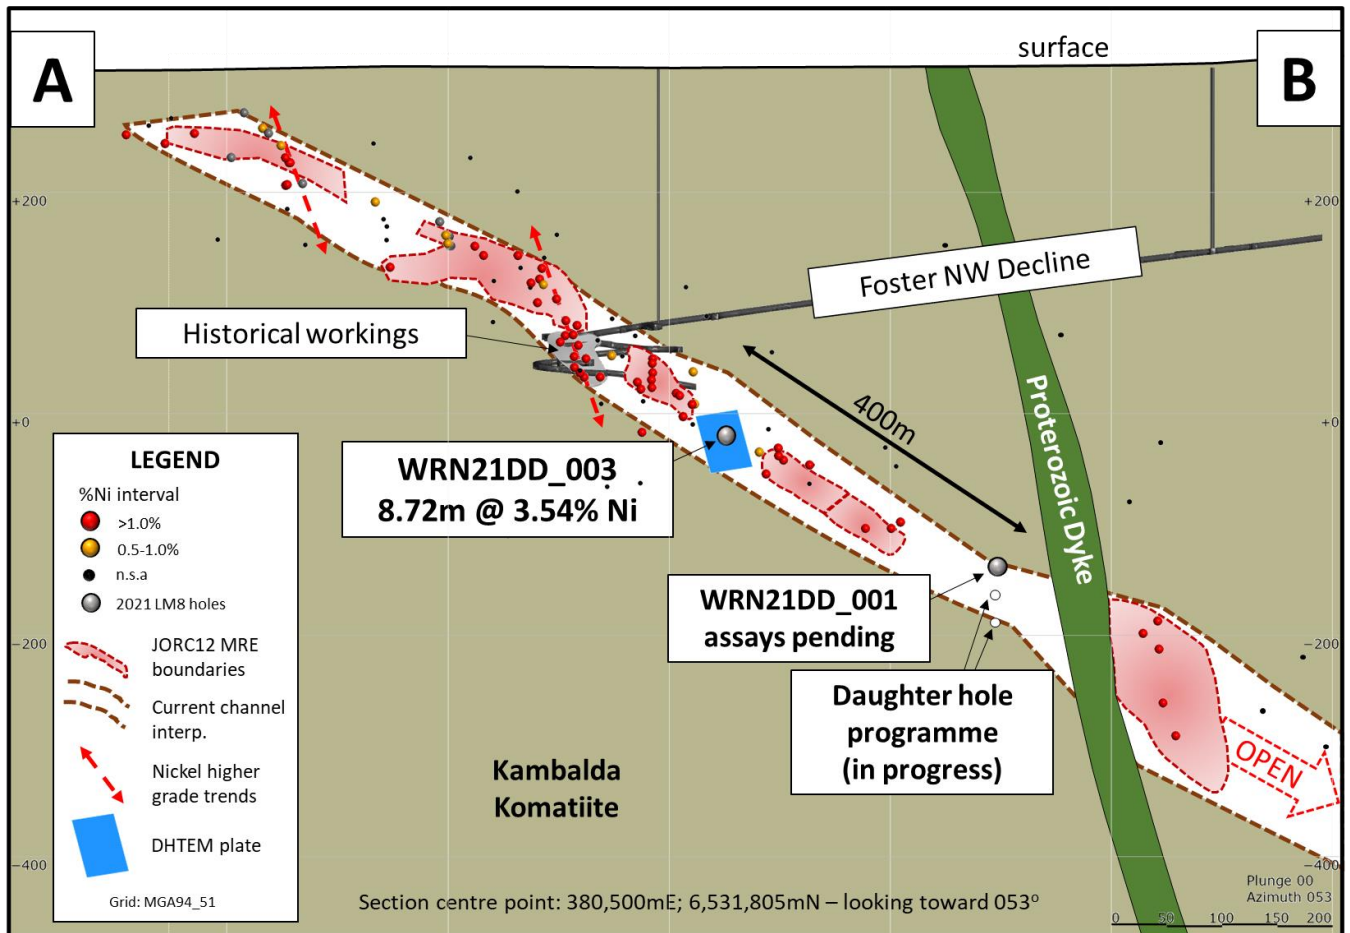 A
surface
B
+200
+200
Foster NW Decline
Historical workings
400m
+0
+0
Proterozoic Dyke
WRN21DD_003
8.72m @ 3.54% Ni
LEGEND
%Ni interval
>1.0%
0.5-1.0%
n.s.a
2021 LM8 holes
JORC12 MRE
boundaries
Current channel
interp.
Nickel higher
grade trends
DHTEM plate
Grid: MGA94_51
WRN21DD_001
assays pending
−200
−200
Daughter hole
programme
(in progress)
OPEN
Kambalda
Komatiite
−400
−400
Section centre point: 380,500mE; 6,531,805mN – looking toward 053º
Plunge 00
Azimuth 053
0 50 100 150 200